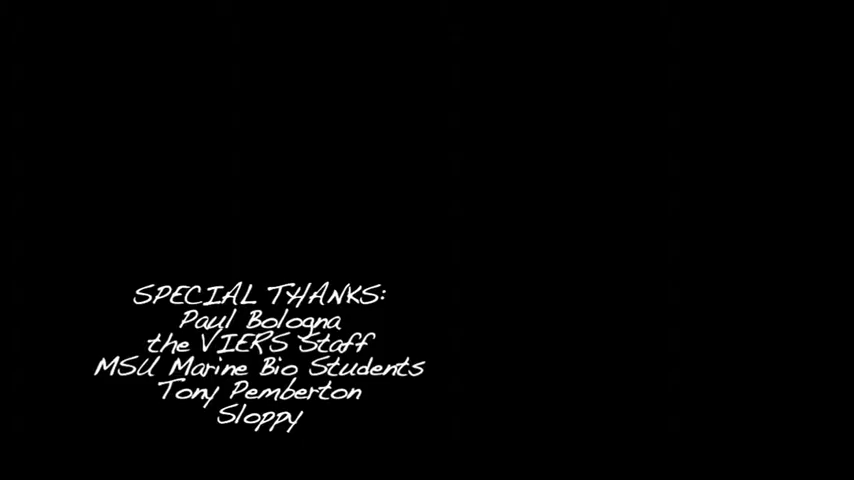 SPECIAL THANKS:
Paul Bologna
the VIERS Staff
MSU Marine Bio Students
Tony Pemberton
Sloppy